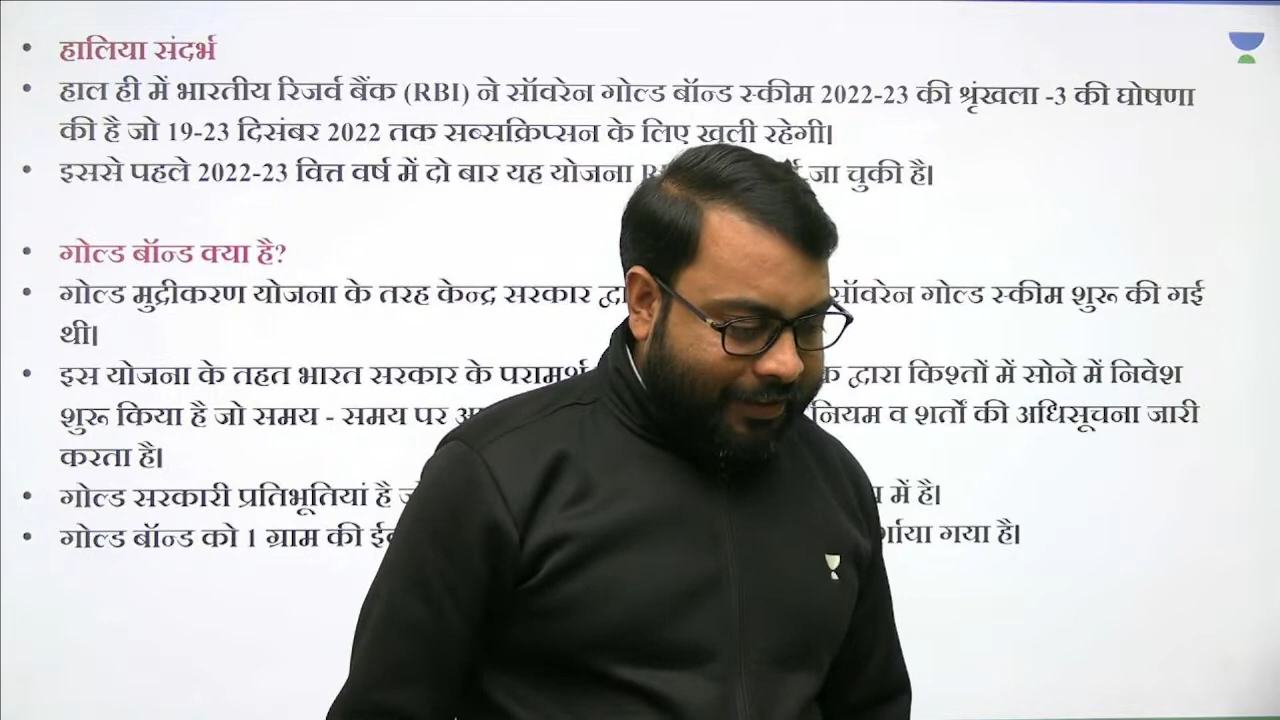 हालिया संदर्भ
हाल ही में भारतीय रिजर्व बैंक (RBI) ने सॉवरेन गोल्ड बॉन्ड स्कीम 2022-23 की श्रृंखला -3 की घोषणा
की है जो 19-23 दिसंबर 2022 तक सब्सक्रिप्सन के लिए खुली रहेगी।
इससे पहले 2022-23 वित्त वर्ष में दो बार यह योजना जा चुकी है।
गोल्ड बॉन्ड क्या है?
गोल्ड मुद्रीकरण योजना के तरह केन्द्र सरकार सॉवरेन गोल्ड स्कीम शुरू की गई
थी।
इस योजना के तहत भारत सरकार के परामर्श द्वारा किश्तों में सोने में निवेश
शुरू किया है जो समय - समय पर नियम व शर्तों की अधिसूचना जारी
करता है।
गोल्ड सरकारी प्रतिभूतियां है में है।
गोल्ड बॉन्ड को 1 ग्राम की गया है।